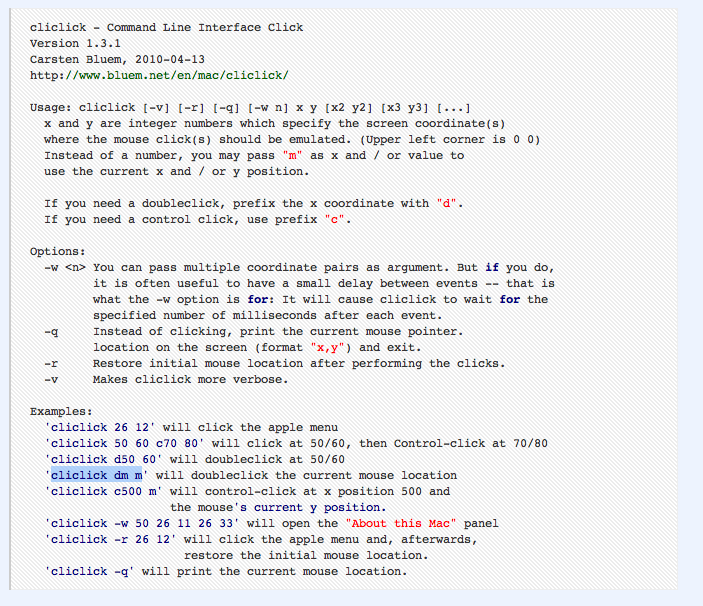 cliclick - Command Line Interface Click
Version 1.3.1
Carsten Bluem, 2010-04-13
http://www.bluem.net/en/mac/cliclick/
Usage: cliclick [-v] [-r] [-q] [-w n] x y [x2 y2] [x3 y3] [...]
x and y are integer numbers which specify the screen coordinate(s)
where the mouse click(s) should be emulated. (Upper left corner is 0 0)
Instead of a number, you may pass "m" as x and / or value to
use the current x and / or y position.
If you need a doubleclick, prefix the x coordinate with "d".
If you need a control click, use prefix "c".
Options:
-w <n> You can pass multiple coordinate pairs as argument. But if you do,
it is often useful to have a small delay between events -- that is
what the -w option is for: It will cause cliclick to wait for the
specified number of milliseconds after each event.
-q Instead of clicking, print the current mouse pointer.
location on the screen (format "x,y") and exit.
-r Restore initial mouse location after performing the clicks.
-v Makes cliclick more verbose.
Examples:
'cliclick 26 12' will click the apple menu
'cliclick 50 60 c70 80' will click at 50/60, then Control-click at 70/80
'cliclick d50 60' will doubleclick at 50/60
'cliclick dm m' will doubleclick the current mouse location
'cliclick c500 m' will control-click at x position 500 and
the mouse's current y position.
'cliclick -w 50 26 11 26 33' will open the "About this Mac" panel
'cliclick -r 26 12' will click the apple menu and, afterwards,
restore the initial mouse location.
'cliclick -q' will print the current mouse location.